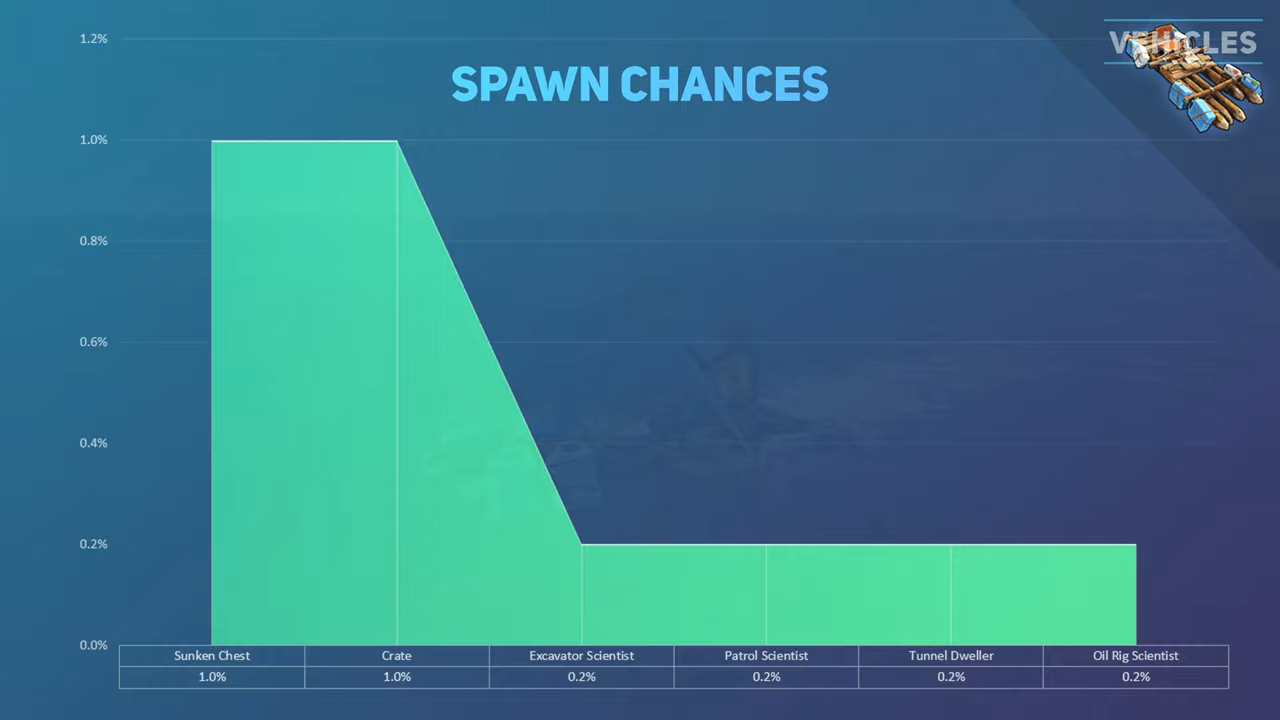 VEHICLES
SPAWN CHANCES
1.2%
1.0%
0.8%
0.6%
0.4%
0.2%
0.0%
Sunken Chest Crate Excavator Scientist Patrol Scientist Tunnel Dweller Oil Rig Scientist
1.0% 1.0% 0.2% 0.2% 0.2% 0.2%